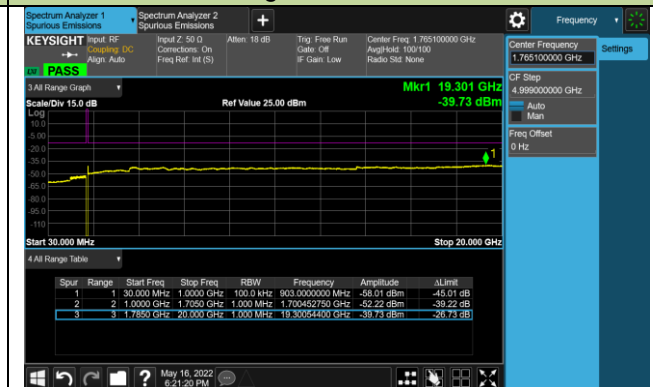 Spectrum Analyzer 1
Spurious Emissions
Spectrum Analyzer 2
Spurious Emissions
+
Frequency
KEYSIGHT
Input: RF
Coupling: DC
Align: Auto
Input Z: 50 Ω
Corrections: On
Freq Ref: Int (S)
Atten: 18 dB
Trig: Free Run
Gate: Off
IF Gain: Low
Center Freq: 1.765100000 GHz
Avg|Hold: 100/100
Radio Std: None
PASS
Center Frequency
1.765100000 GHz
Settings
CF Step
4.999000000 GHz
Auto
Man
Freq Offset
0 Hz
3 All Range Graph
Mkr1 19.301 GHz
Scale/Div 15.0 dB
Ref Value 25.00 dBm
-39.73 dBm
Log
10.0
-5.00
-20.0
-35.0
-50.0
-65.0
-80.0
-95.0
-110
1
Start 30.000 MHz
Stop 20.000 GHz
4 All Range Table
Spur Range Start Freq Stop Freq RBW Frequency Amplitude ΔLimit
1 1 30.000 MHz 1.0000 GHz 100.0 kHz 903.0000000 MHz -58.01 dBm -45.01 dB
2 2 1.0000 GHz 1.7050 GHz 1.000 MHz 1.700452750 GHz -52.22 dBm -39.22 dB
3 3 1.7850 GHz 20.000 GHz 1.000 MHz 19.30054400 GHz -39.73 dBm -26.73 dB
?
May 16, 2022
6:21:20 PM